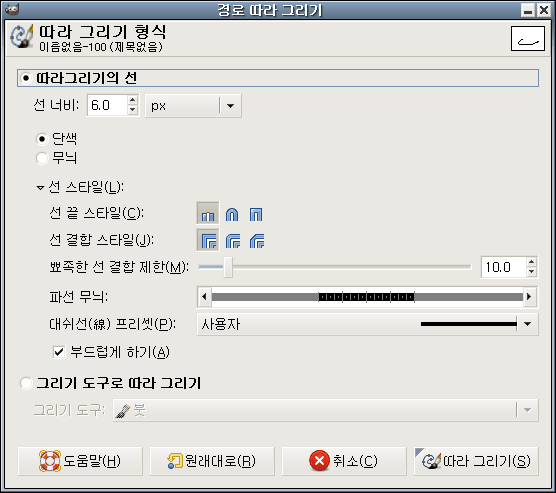 경로 따라 그리기
따라 그리기 형식
이름없음-100 (제목없음)
따라그리기의 선
선 너비: 6.0 px
단색
무늬
선 스타일(L):
선 끝 스타일(C):
선 결합 스타일(J):
뾰족한 선 결합 제한(M): 10.0
파선 무늬:
대쉬선(線) 프리셋(P): 사용자
부드럽게 하기(A)
그리기 도구로 따라 그리기
그리기 도구: 붓
도움말(H) 원래대로(R) 취소(C) 따라 그리기(S)